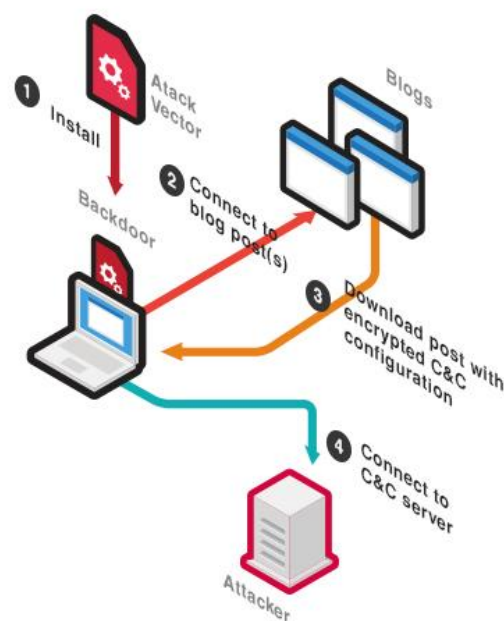 1
Install
Atack
Vector
Blogs
Backdoor
2
Connect to
blog post(s)
3
Download post with
encrypted C&C
configuration
4
Connect to
C&C server
Attacker